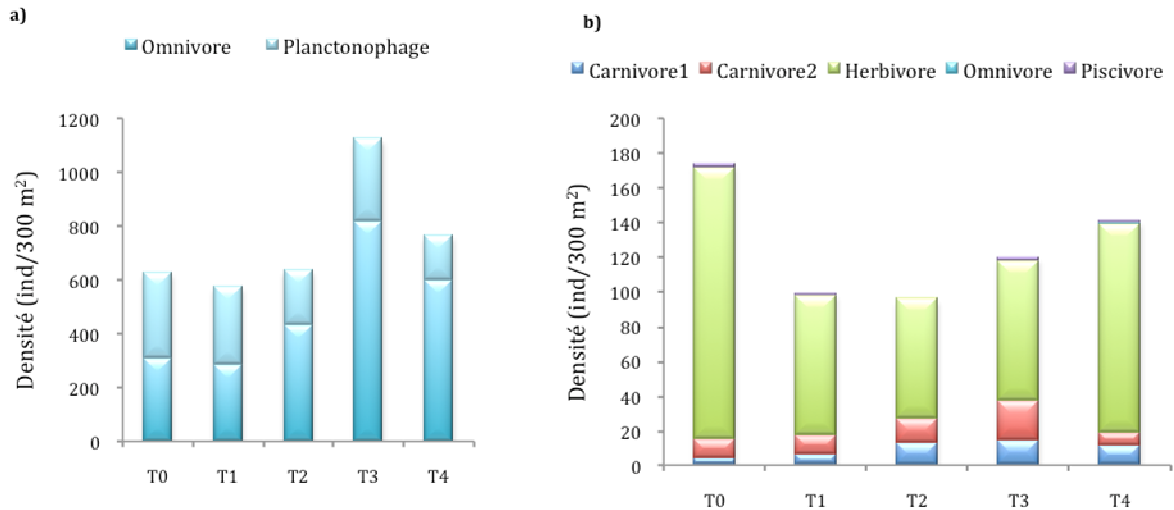 a)
Omnivore Planctonophage
Densité (ind/300 m²)
1200
1000
800
600
400
200
0
T0 T1 T2 T3 T4
b)
Carnivore1 Carnivore2 Herbivore Omnivore Piscivore
Densité (ind/300 m²)
200
180
160
140
120
100
80
60
40
20
0
T0 T1 T2 T3 T4